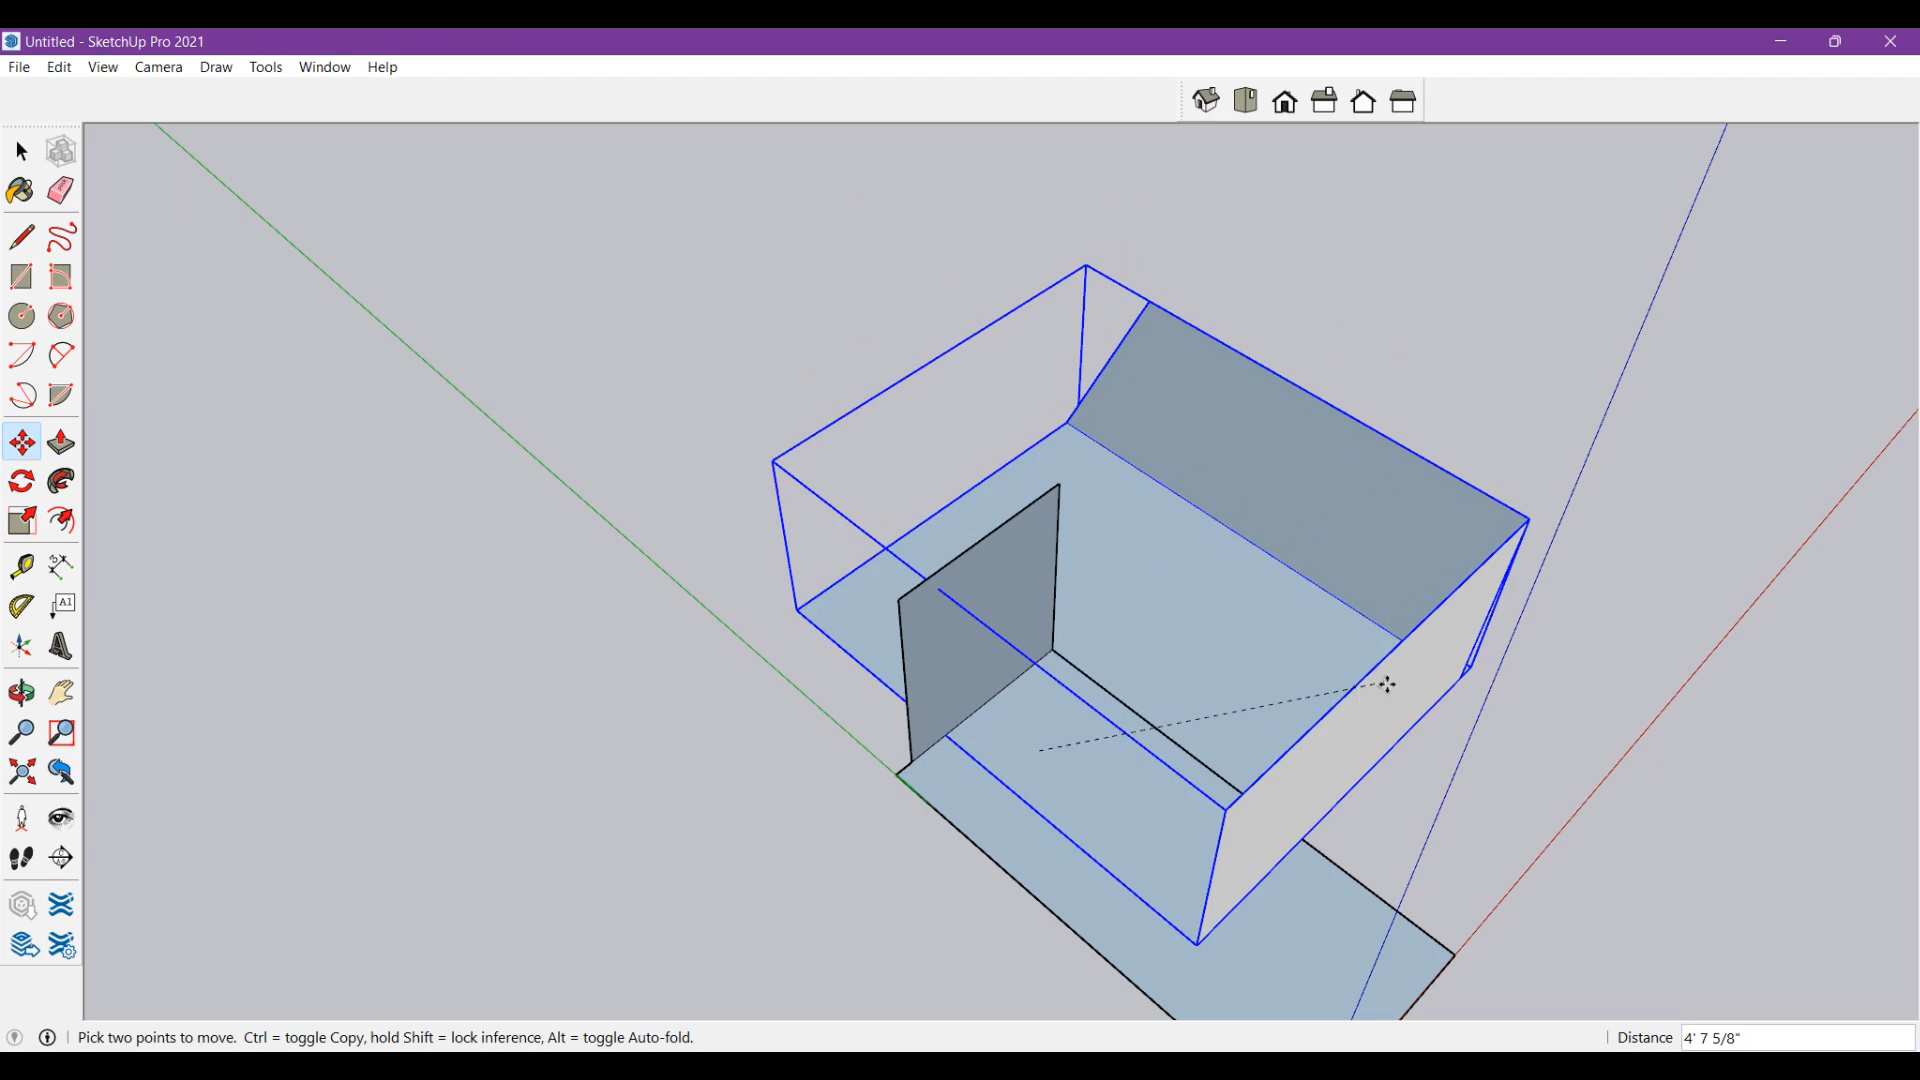 Untitled - SketchUp Pro 2021
File Edit View Camera Draw Tools Window Help
A1
Pick two points to move. Ctrl = toggle Copy, hold Shift = lock inference, Alt = toggle Auto-fold.
Distance 4' 7 5/8"